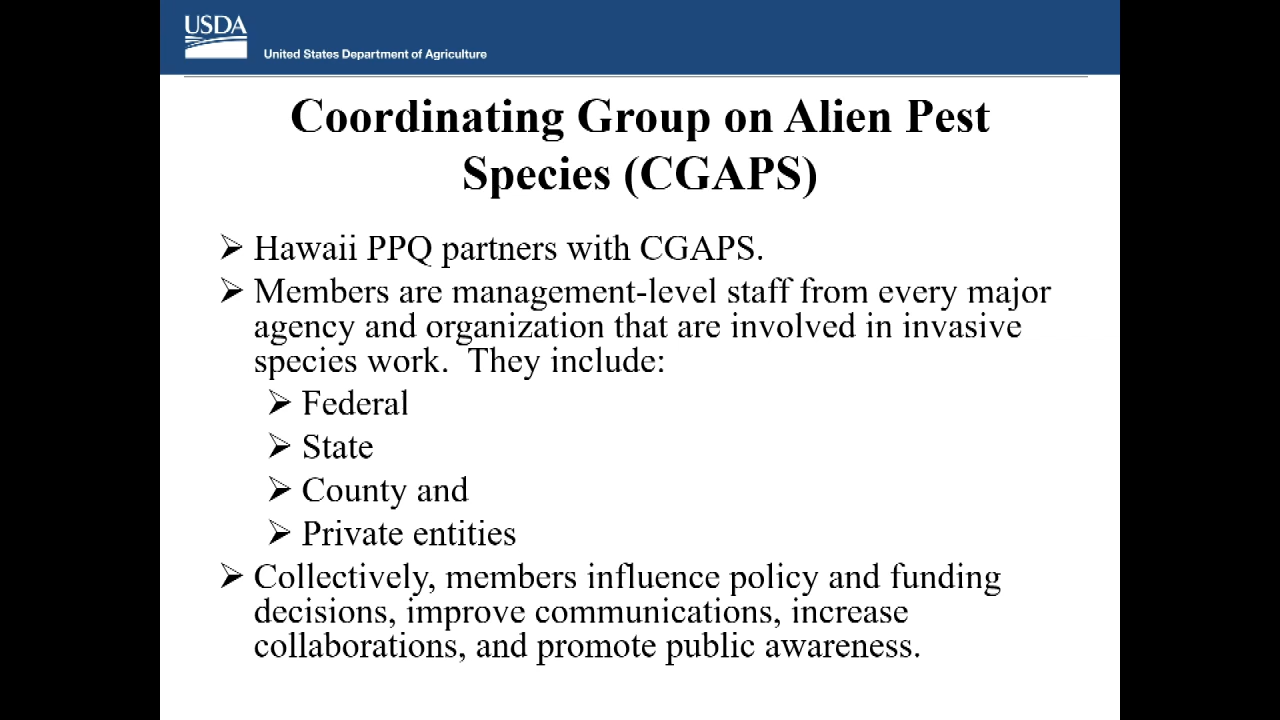 USDA
United States Department of Agriculture
Coordinating Group on Alien Pest
Species (CGAPS)
➢ Hawaii PPQ partners with CGAPS.
➢ Members are management-level staff from every major
agency and organization that are involved in invasive
species work.  They include:
➢ Federal
➢ State
➢ County and
➢ Private entities
➢ Collectively, members influence policy and funding
decisions, improve communications, increase
collaborations, and promote public awareness.